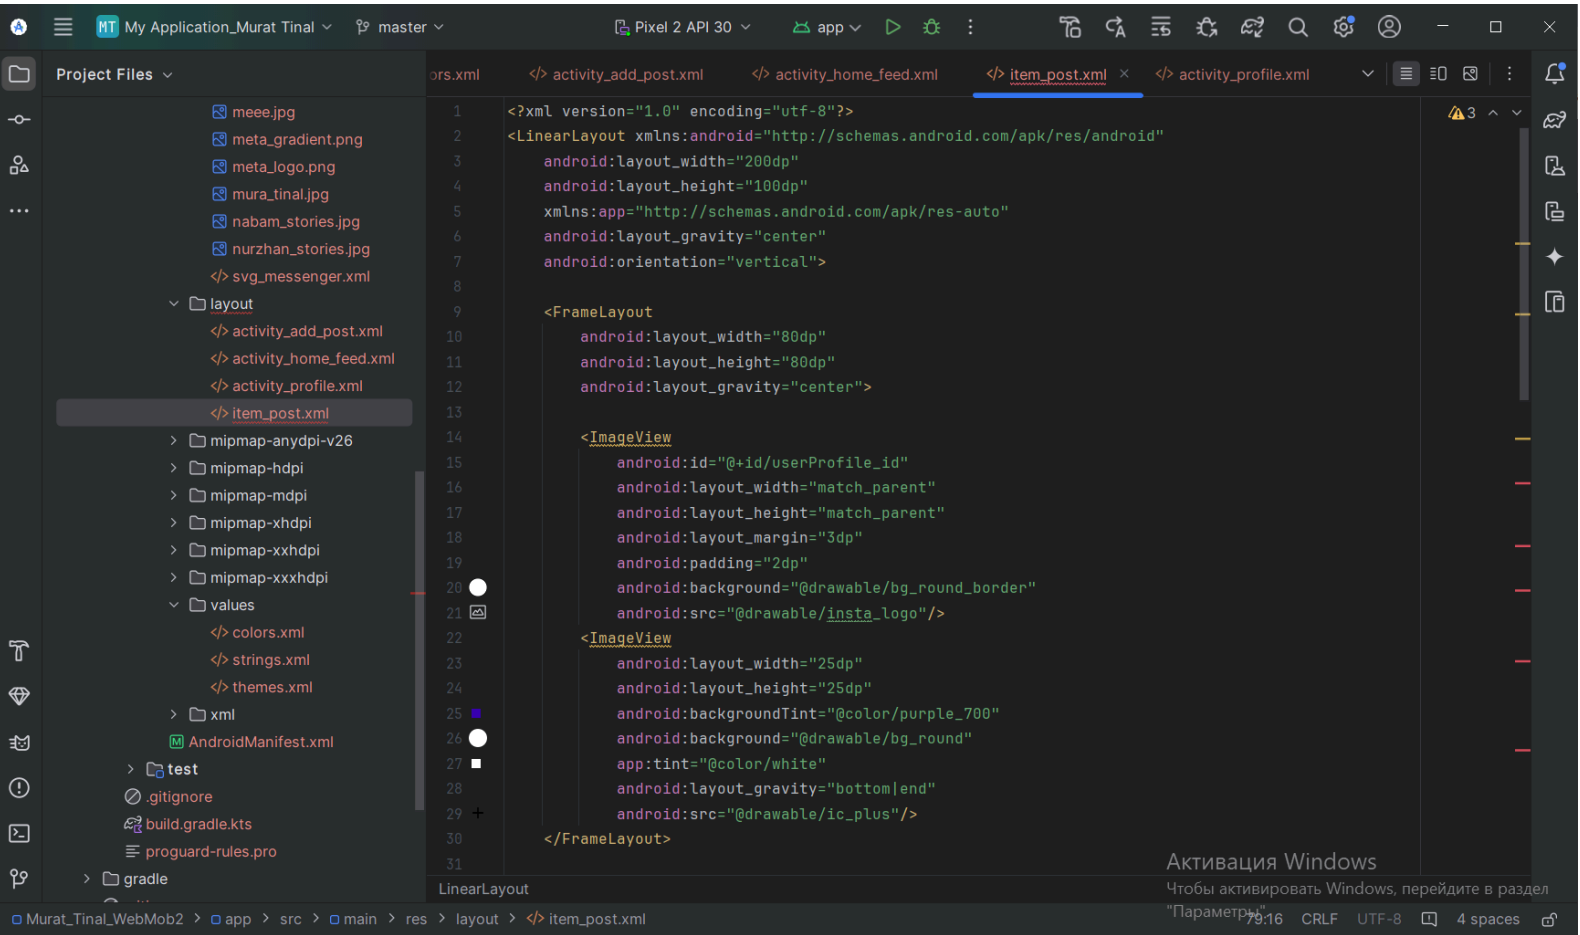 MT My Application_Murat Tinal
master
Pixel 2 API 30
app
Project Files
ors.xml
activity_add_post.xml
activity_home_feed.xml
item_post.xml
activity_profile.xml
meee.jpg
meta_gradient.png
meta_logo.png
mura_tinal.jpg
nabam_stories.jpg
nurzhan_stories.jpg
</> svg_messenger.xml
layout
</> activity_add_post.xml
</> activity_home_feed.xml
</> activity_profile.xml
</> item_post.xml
mipmap-anydpi-v26
mipmap-hdpi
mipmap-mdpi
mipmap-xhdpi
mipmap-xxhdpi
mipmap-xxxhdpi
values
</> colors.xml
</> strings.xml
</> themes.xml
xml
M AndroidManifest.xml
test
.gitignore
build.gradle.kts
proguard-rules.pro
gradle
3
1 <?xml version="1.0" encoding="utf-8"?>
2 <LinearLayout xmlns:android="http://schemas.android.com/apk/res/android"
3 android:layout_width="200dp"
4 android:layout_height="100dp"
5 xmlns:app="http://schemas.android.com/apk/res-auto"
6 android:layout_gravity="center"
7 android:orientation="vertical">
8
9 <FrameLayout
10 android:layout_width="80dp"
11 android:layout_height="80dp"
12 android:layout_gravity="center">
13
14 <ImageView
15 android:id="@+id/userProfile_id"
16 android:layout_width="match_parent"
17 android:layout_height="match_parent"
18 android:layout_margin="3dp"
19 android:padding="2dp"
20 android:background="@drawable/bg_round_border"
21 android:src="@drawable/insta_logo"/>
22 <ImageView
23 android:layout_width="25dp"
24 android:layout_height="25dp"
25 android:backgroundTint="@color/purple_700"
26 android:background="@drawable/bg_round"
27 app:tint="@color/white"
28 android:layout_gravity="bottom|end"
29 android:src="@drawable/ic_plus"/>
30 </FrameLayout>
31
LinearLayout
Активация Windows
Чтобы активировать Windows, перейдите в раздел
"Параметры".
Murat_Tinal_WebMob2 > app > src > main > res > layout > </> item_post.xml
79:16 CRLF UTF-8 4 spaces